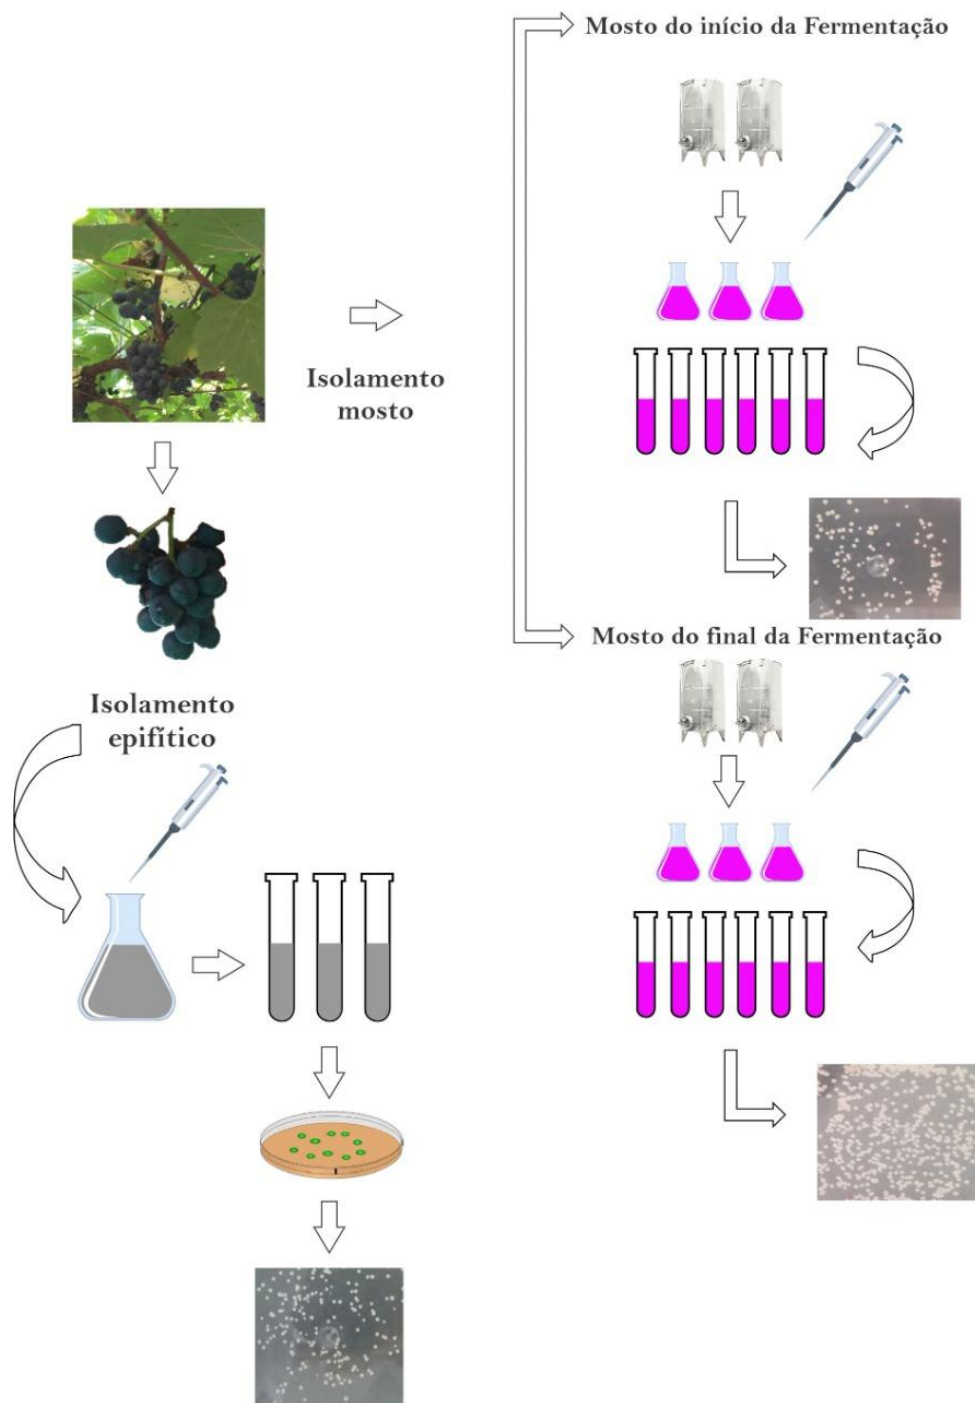 Mosto do início da Fermentação
Isolamento
mosto
Mosto do final da Fermentação
Isolamento
epifítico